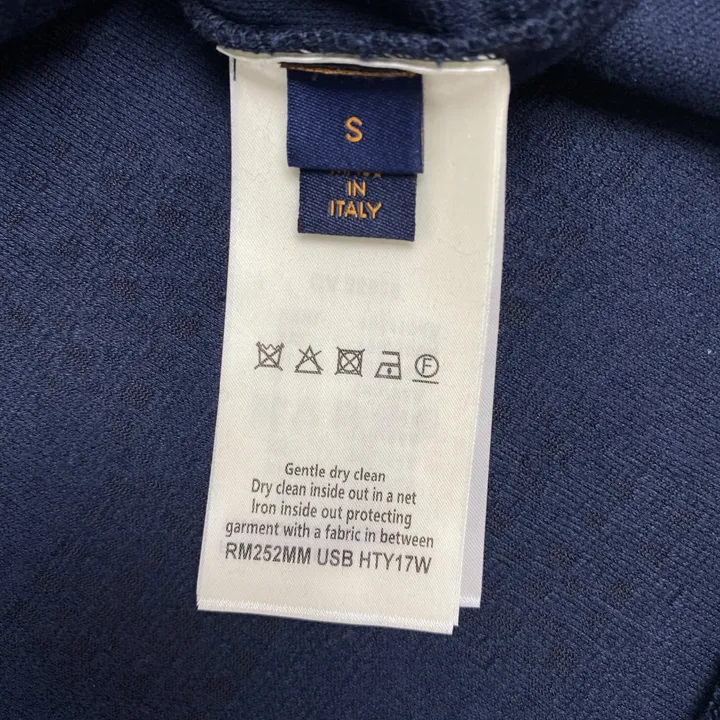 S
IN
ITALY
F
Gentle dry clean
Dry clean inside out in a net
Iron inside out protecting
garment with a fabric in between
RM252MM USB HTY17W